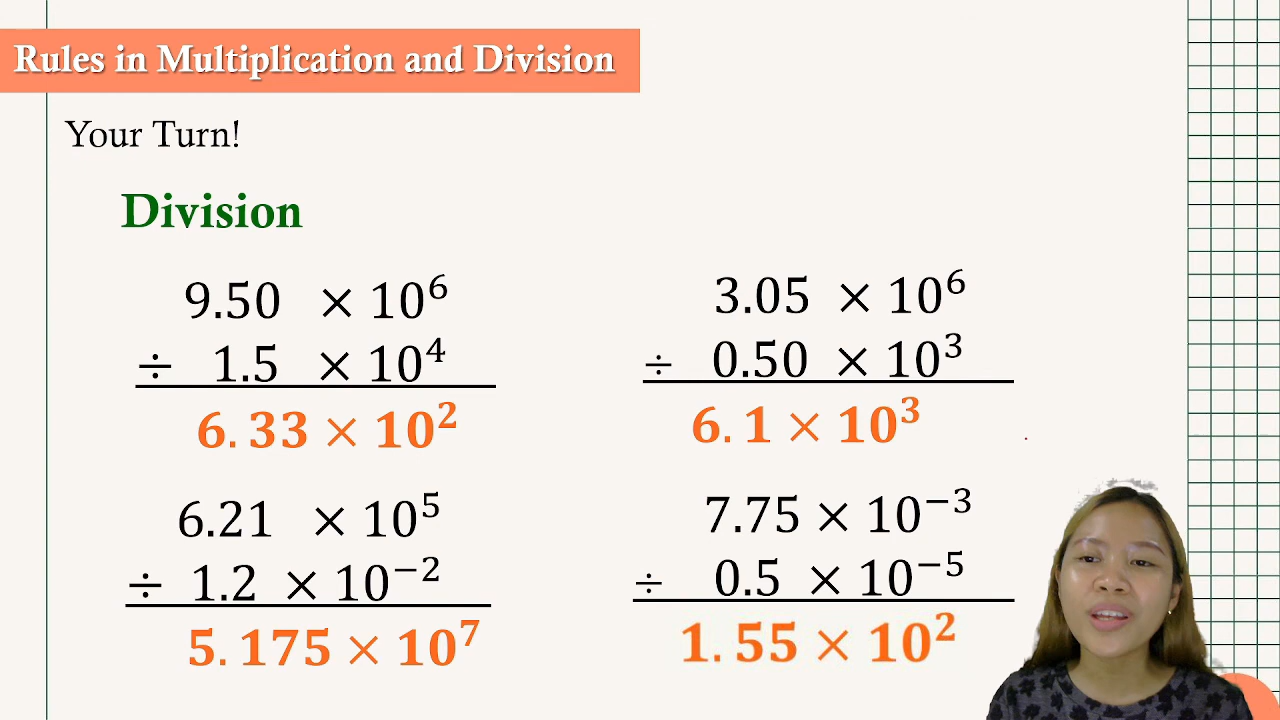 Rules in Multiplication and Division
Your Turn!
Division
9.50 × 10⁶
÷ 1.5 × 10⁴
6.33 × 10²
3.05 × 10⁶
÷ 0.50 × 10³
6.1 × 10³
6.21 × 10⁵
÷ 1.2 × 10⁻²
5.175 × 10⁷
7.75 × 10⁻³
÷ 0.5 × 10⁻⁵
1.55 × 10²